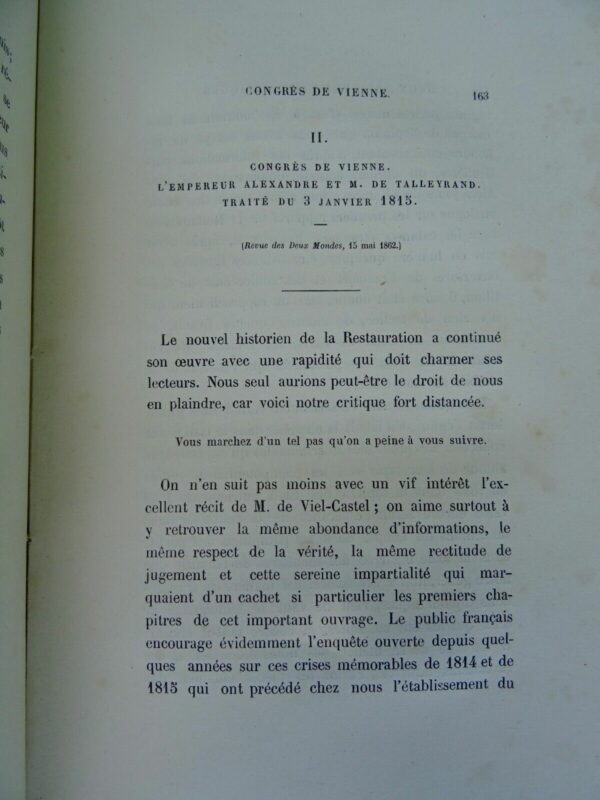 CONGRÈS DE VIENNE.
163
II.
CONGRÈS DE VIENNE.
L'EMPEREUR ALEXANDRE ET M. DE TALLEYRAND.
TRAITÉ DU 3 JANVIER 1815.
(Revue des Deux Mondes, 15 mai 1862.)
Le nouvel historien de la Restauration a continué
son œuvre avec une rapidité qui doit charmer ses
lecteurs. Nous seul aurions peut-être le droit de nous
en plaindre, car voici notre critique fort distancée.
Vous marchez d'un tel pas qu'on a peine à vous suivre.
On n'en suit pas moins avec un vif intérêt l'ex-
cellent récit de M. de Viel-Castel ; on aime surtout à
y retrouver la même abondance d'informations, le
même respect de la vérité, la même rectitude de
jugement et cette sereine impartialité qui mar-
quaient d'un cachet si particulier les premiers cha-
pitres de cet important ouvrage. Le public français
encourage évidemment l'enquête ouverte depuis quel-
ques années sur ces crises mémorables de 1814 et de
1815 qui ont précédé chez nous l'établissement du